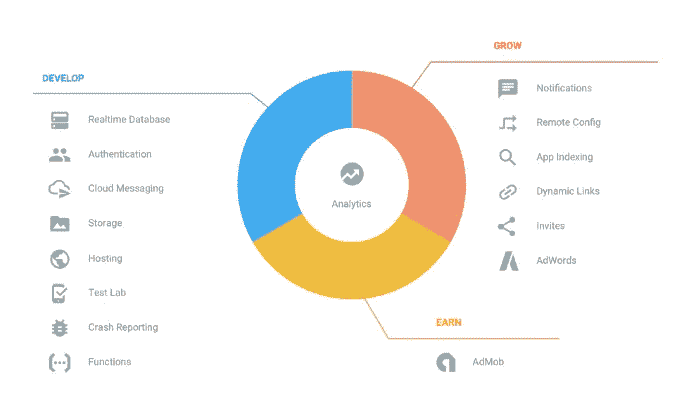 DEVELOP
Realtime Database
Authentication
Cloud Messaging
Storage
Hosting
Test Lab
Crash Reporting
Functions
Analytics
GROW
Notifications
Remote Config
App Indexing
Dynamic Links
Invites
AdWords
EARN
AdMob